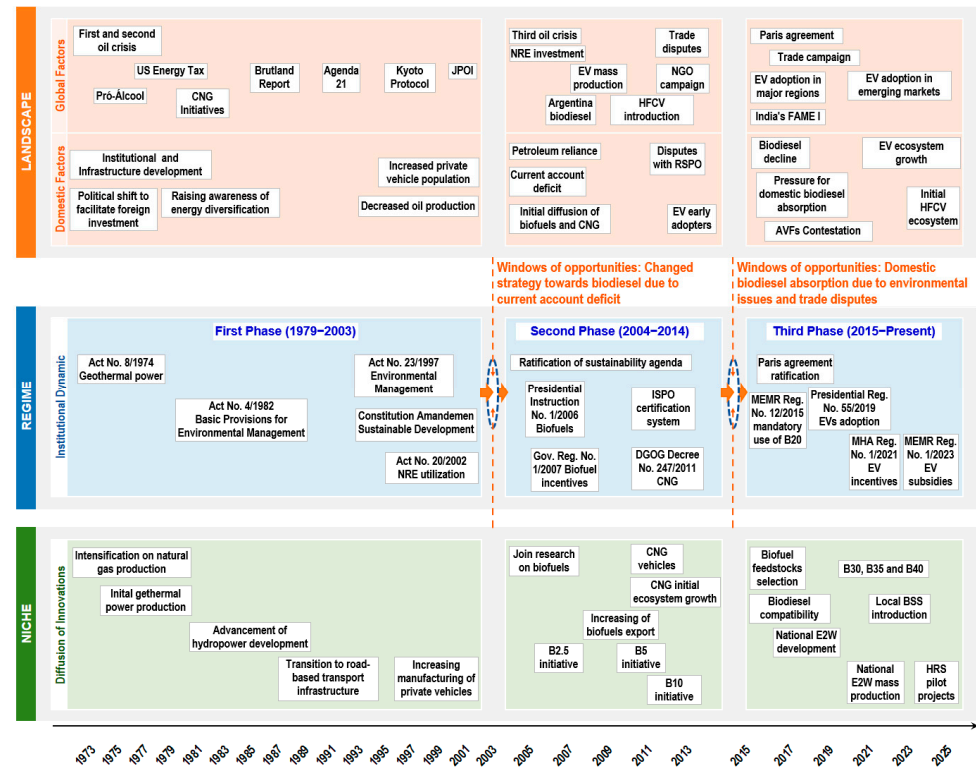 LANDSCAPE
Global Factors
First and second
oil crisis
US Energy Tax
Pró-Álcool
CNG
Initiatives
Brutland
Report
Agenda
21
Kyoto
Protocol
JPOI
Third oil crisis
NRE investment
Trade
disputes
EV mass
production
NGO
campaign
Argentina
biodiesel
HFCV
introduction
Paris agreement
Trade campaign
EV adoption in
major regions
EV adoption in
emerging markets
India's FAME I
Domestic Factors
Institutional and
Infrastructure development
Political shift to
facilitate foreign
investment
Raising awareness of
energy diversification
Increased private
vehicle population
Decreased oil production
Petroleum reliance
Current account
deficit
Disputes
with RSPO
Initial diffusion of
biofuels and CNG
EV early
adopters
Biodiesel
decline
EV ecosystem
growth
Pressure for
domestic biodiesel
absorption
Initial
HFCV
ecosystem
AVFs Contestation
Windows of opportunities: Changed
strategy towards biodiesel due to
current account deficit
Windows of opportunities: Domestic
biodiesel absorption due to environmental
issues and trade disputes
REGIME
Institutional Dynamic
First Phase (1979–2003)
Act No. 8/1974
Geothermal power
Act No. 4/1982
Basic Provisions for
Environmental Management
Act No. 23/1997
Environmental
Management
Constitution Amandemen
Sustainable Development
Act No. 20/2002
NRE utilization
Second Phase (2004–2014)
Ratification of sustainability agenda
Presidential
Instruction
No. 1/2006
Biofuels
ISPO
certification
system
Gov. Reg. No.
1/2007 Biofuel
incentives
DGOG Decree
No. 247/2011
CNG
Third Phase (2015–Present)
Paris agreement
ratification
MEMR Reg.
No. 12/2015
mandatory
use of B20
Presidential Reg.
No. 55/2019
EVs adoption
MHA Reg.
No. 1/2021
EV
incentives
MEMR Reg.
No. 1/2023
EV
subsidies
NICHE
Diffusion of Innovations
Intensification on natural
gas production
Inital gethermal
power production
Advancement of
hydropower development
Transition to road-
based transport
infrastructure
Increasing
manufacturing of
private vehicles
Join research
on biofuels
CNG
vehicles
CNG initial
ecosystem growth
Increasing of
biofuels export
B2.5
initiative
B5
initiative
B10
initiative
Biofuel
feedstocks
selection
B30, B35 and B40
Biodiesel
compatibility
Local BSS
introduction
National E2W
development
National
E2W mass
production
HRS
pilot
projects
1973 1975 1977 1979 1981 1983 1985 1987 1989 1991 1993 1995 1997 1999 2001 2003 2005 2007 2009 2011 2013 2015 2017 2019 2021 2023 2025